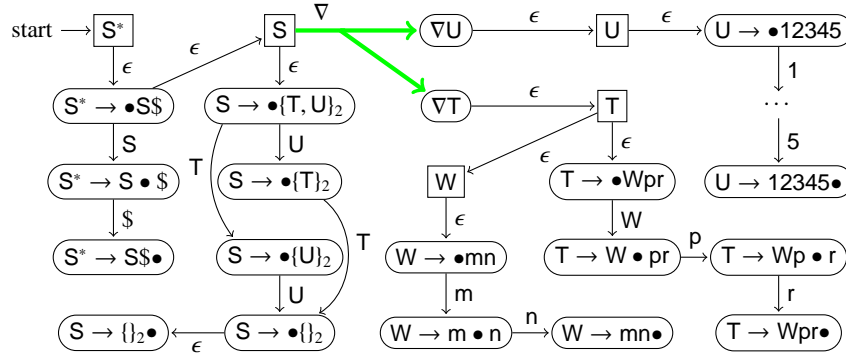 start S* S ∇ ∇U ϵ U ϵ U → •12345
ϵ ϵ ϵ 1
S* → •S$ S → •{T, U}₂ ∇T ϵ T ...
S T U ϵ ϵ 5
S* → S • $ S → •{T}₂ W T → •Wpr U → 12345•
$ T ϵ W
S* → S$• S → •{U}₂ W → •mn T → W • pr p T → Wp • r
U m r
S → {}₂• ϵ S → •{}₂ W → m • n n W → mn• T → Wpr•